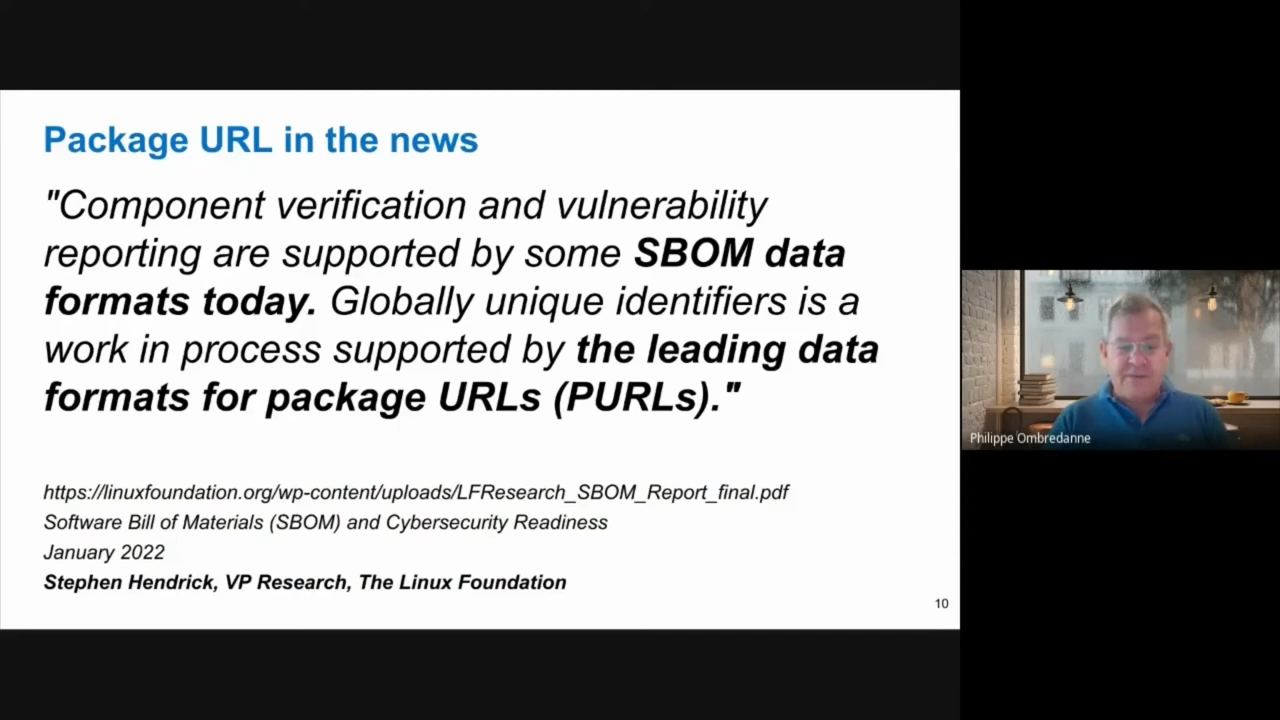 Package URL in the news
"Component verification and vulnerability
reporting are supported by some SBOM data
formats today. Globally unique identifiers is a
work in process supported by the leading data
formats for package URLs (PURLs)."
https://linuxfoundation.org/wp-content/uploads/LFResearch_SBOM_Report_final.pdf
Software Bill of Materials (SBOM) and Cybersecurity Readiness
January 2022
Stephen Hendrick, VP Research, The Linux Foundation
10
Philippe Ombredanne